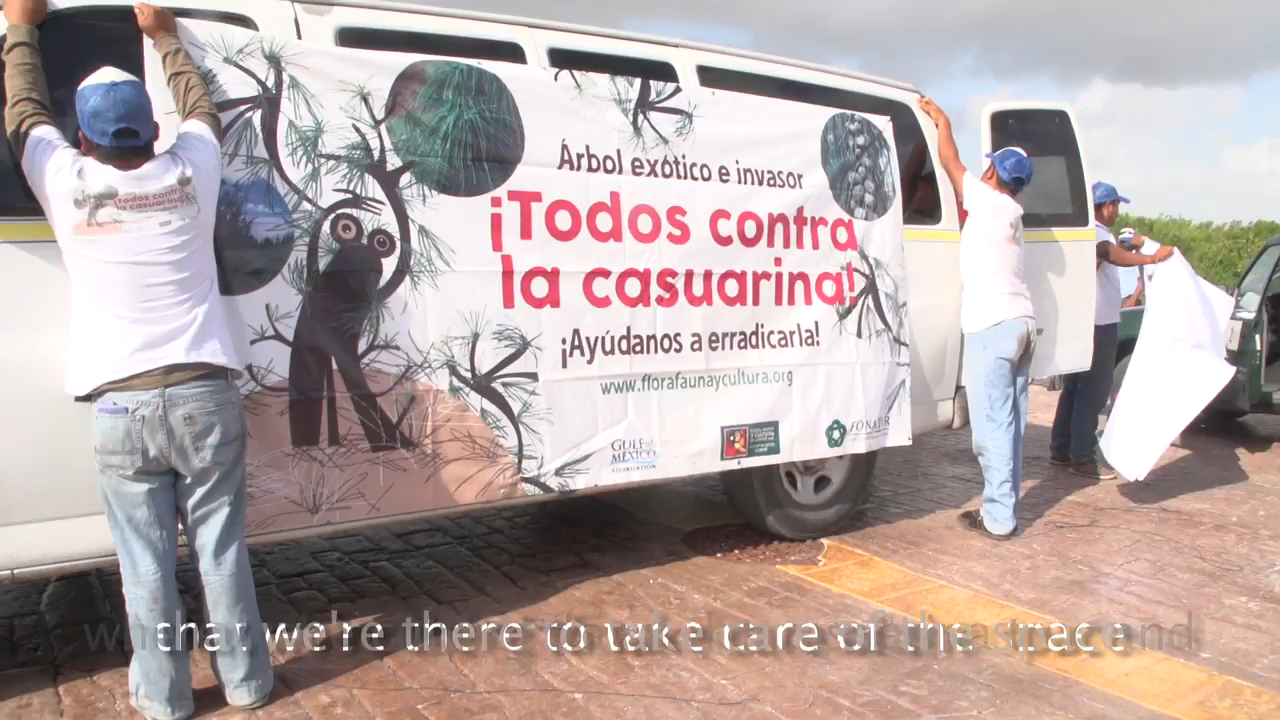 Árbol exótico e invasor
¡Todos contra
la casuarina!
¡Ayúdanos a erradicarla!
www.florafaunaycultura.org
GULF of
MEXICO
FOUNDATION
FONATUR
¡Todos contra
la casuarina!
that we're there to take care of the space